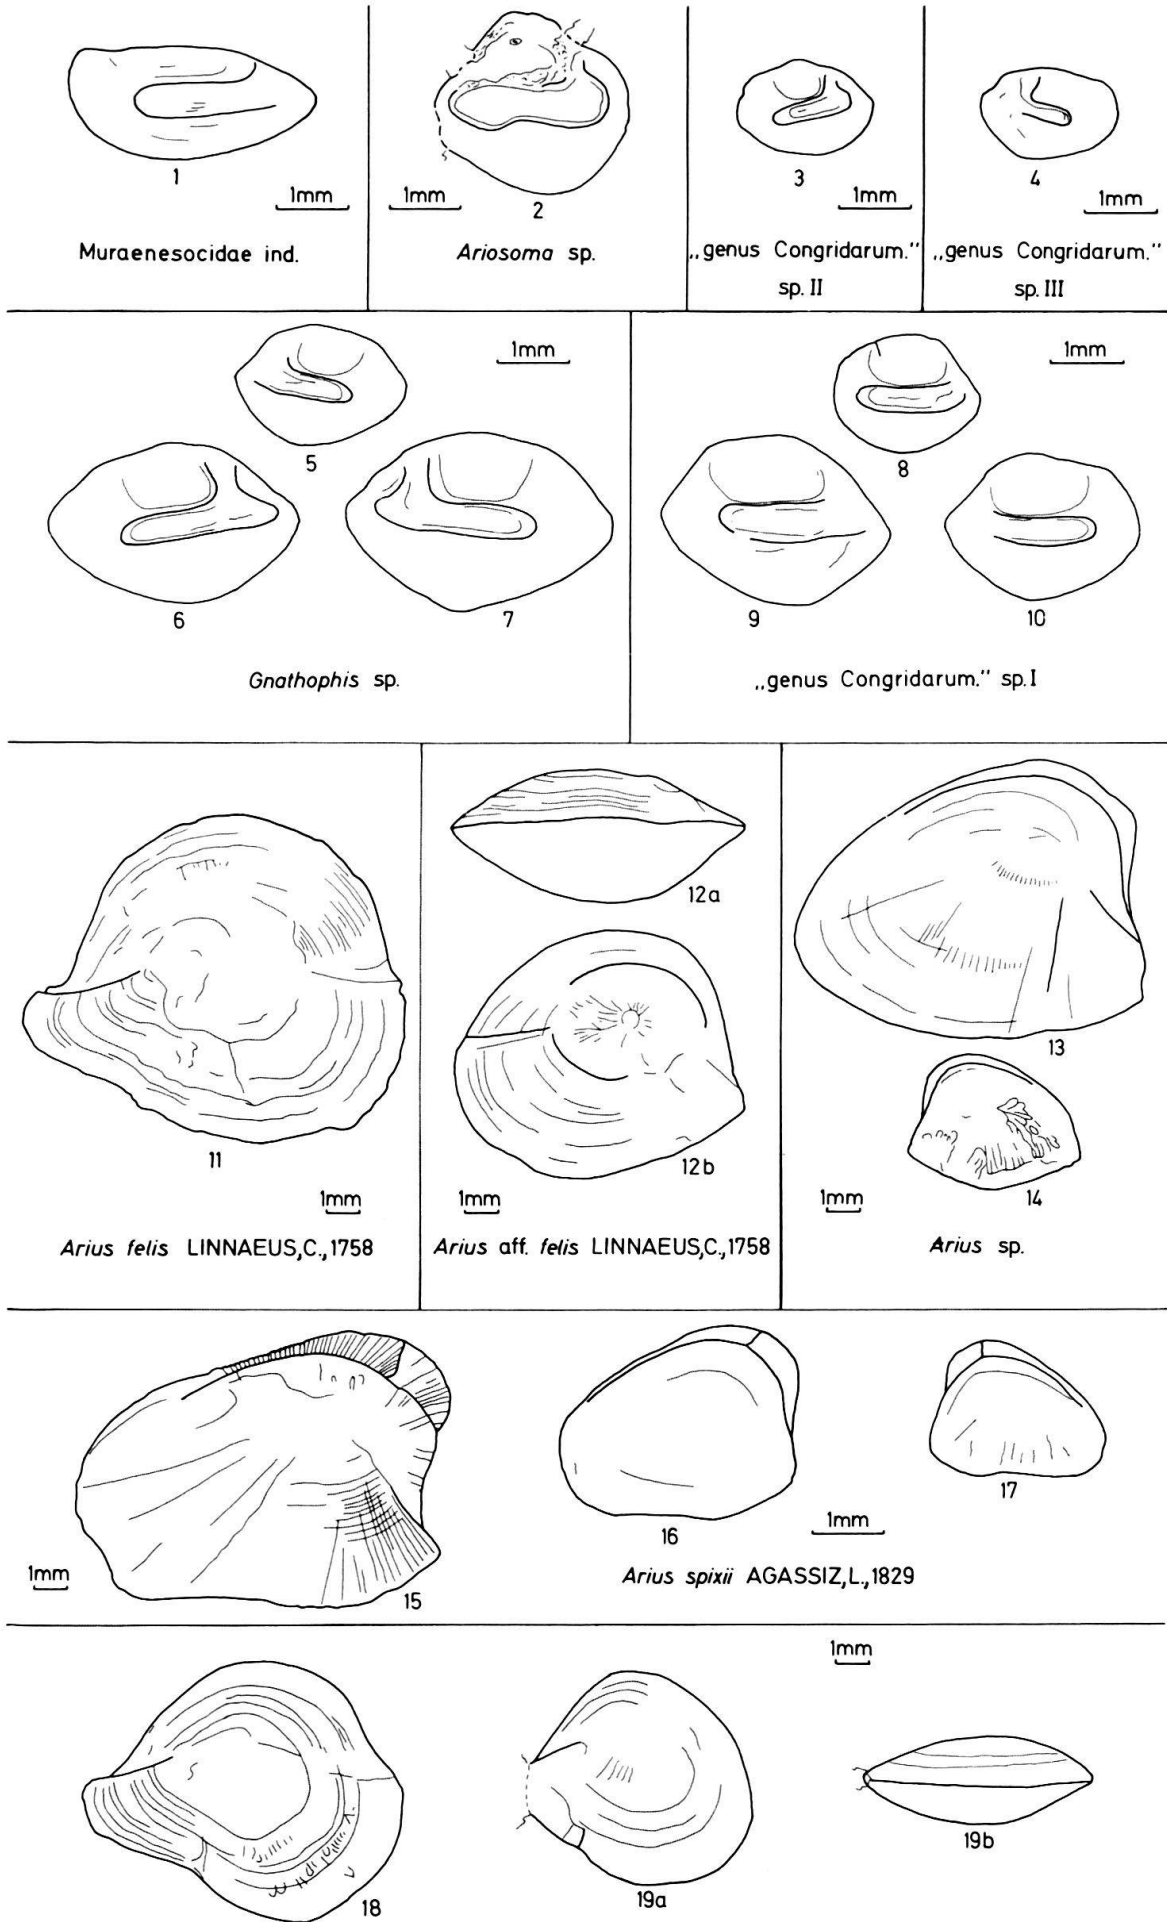 1
1mm
Muraenesocidae ind.
1mm
2
Ariosoma sp.
3
1mm
„genus Congridarum.“
sp. II
4
1mm
„genus Congridarum.“
sp. III
1mm
5
6
7
Gnathophis sp.
1mm
8
9
10
„genus Congridarum.“ sp. I
11
1mm
Arius felis LINNAEUS,C.,1758
12a
12b
1mm
Arius aff. felis LINNAEUS,C.,1758
13
14
1mm
Arius sp.
1mm
15
16
1mm
17
Arius spixii AGASSIZ,L.,1829
18
19a
1mm
19b